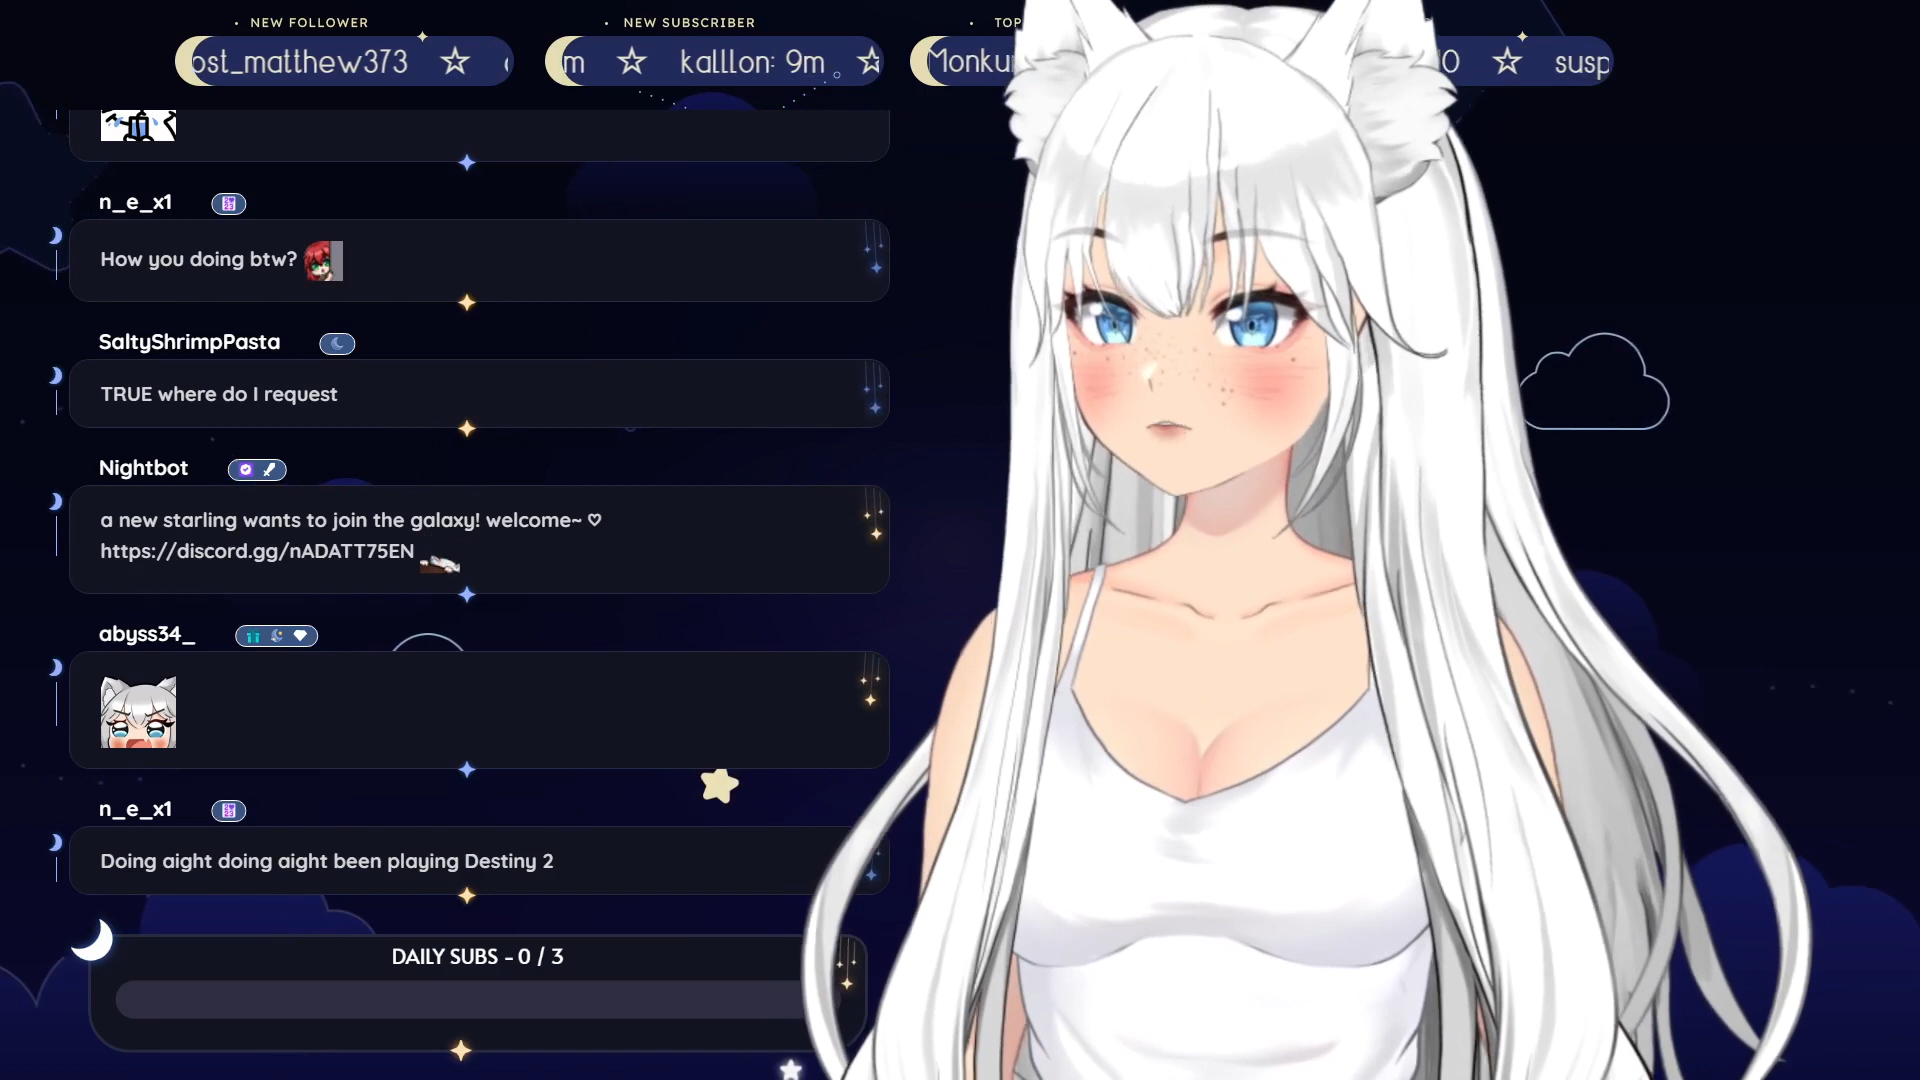 NEW FOLLOWER
NEW SUBSCRIBER
TOP
ost_matthew373
m ☆ kalllon: 9m ☆
Monku
susp
n_e_x1
How you doing btw?
SaltyShrimpPasta
TRUE where do I request
Nightbot
a new starling wants to join the galaxy! welcome~ ♡
https://discord.gg/nADATT75EN
abyss34_
n_e_x1
Doing aight doing aight been playing Destiny 2
DAILY SUBS - 0 / 3